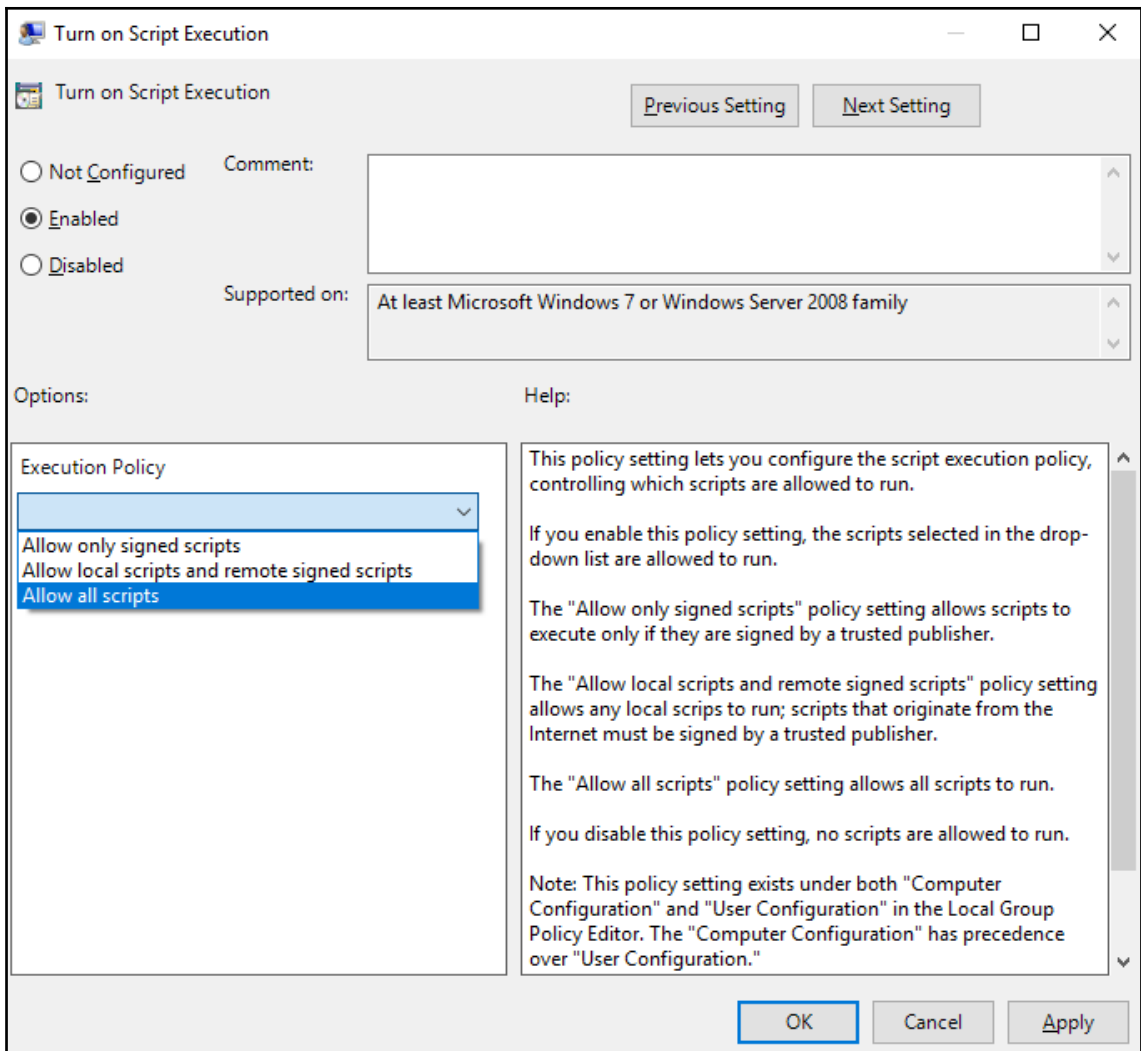 Turn on Script Execution
Turn on Script Execution
Previous Setting
Next Setting
Not Configured
Comment:
Enabled
Disabled
Supported on:
At least Microsoft Windows 7 or Windows Server 2008 family
Options:
Help:
Execution Policy
Allow only signed scripts
Allow local scripts and remote signed scripts
Allow all scripts
This policy setting lets you configure the script execution policy,
controlling which scripts are allowed to run.
If you enable this policy setting, the scripts selected in the drop-
down list are allowed to run.
The "Allow only signed scripts" policy setting allows scripts to
execute only if they are signed by a trusted publisher.
The "Allow local scripts and remote signed scripts" policy setting
allows any local scrips to run; scripts that originate from the
Internet must be signed by a trusted publisher.
The "Allow all scripts" policy setting allows all scripts to run.
If you disable this policy setting, no scripts are allowed to run.
Note: This policy setting exists under both "Computer
Configuration" and "User Configuration" in the Local Group
Policy Editor. The "Computer Configuration" has precedence
over "User Configuration."
OK
Cancel
Apply